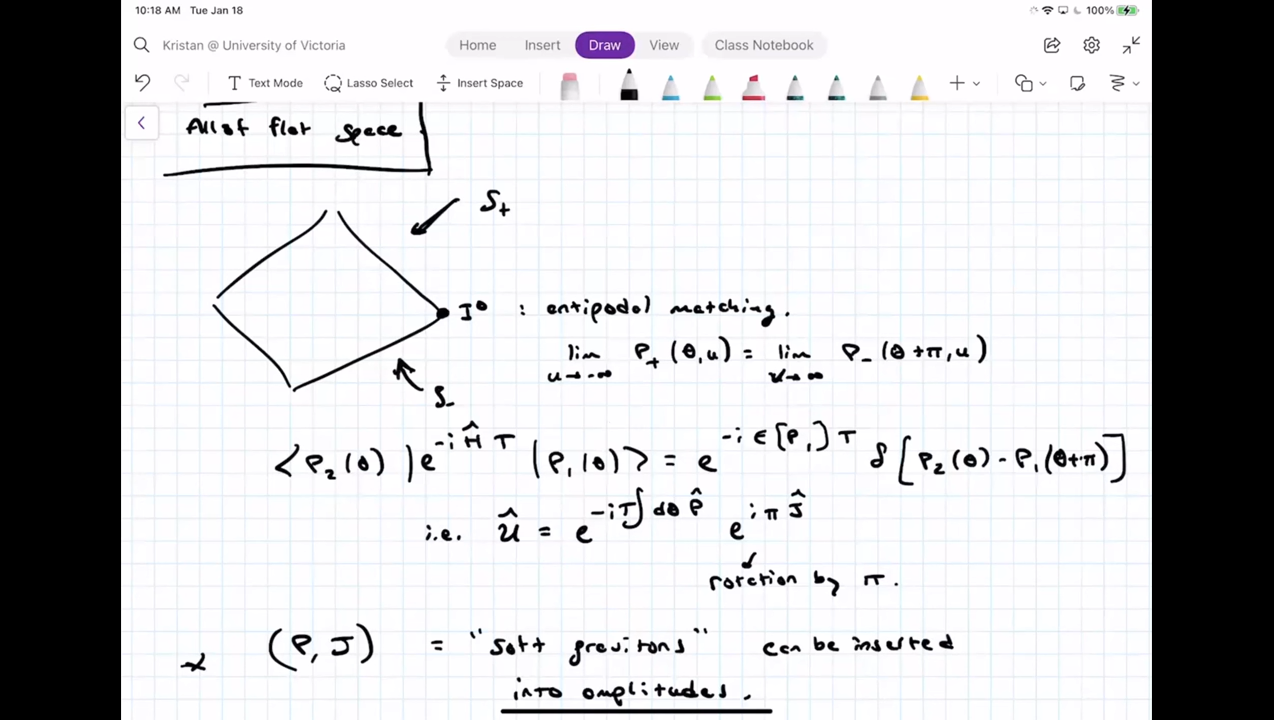 10:18 AM Tue Jan 18
100%
Kristan @ University of Victoria
Home Insert Draw View Class Notebook
Text Mode Lasso Select Insert Space
All of flat space
S+
I° : antipodal matching.
lim P+(θ,u) = lim P-(θ+π,u)
u→-∞ v→∞
S-
<P₂(θ)|e^{-iĤT}|P₁(θ)> = e^{-iε[P₁]T} δ[P₂(θ) - P₁(θ+π)]
i.e. Û = e^{-iT∫dθ P̂} e^{iπĴ}
rotation by π.
(P, J) = "soft gravitons" can be inserted
into amplitudes.